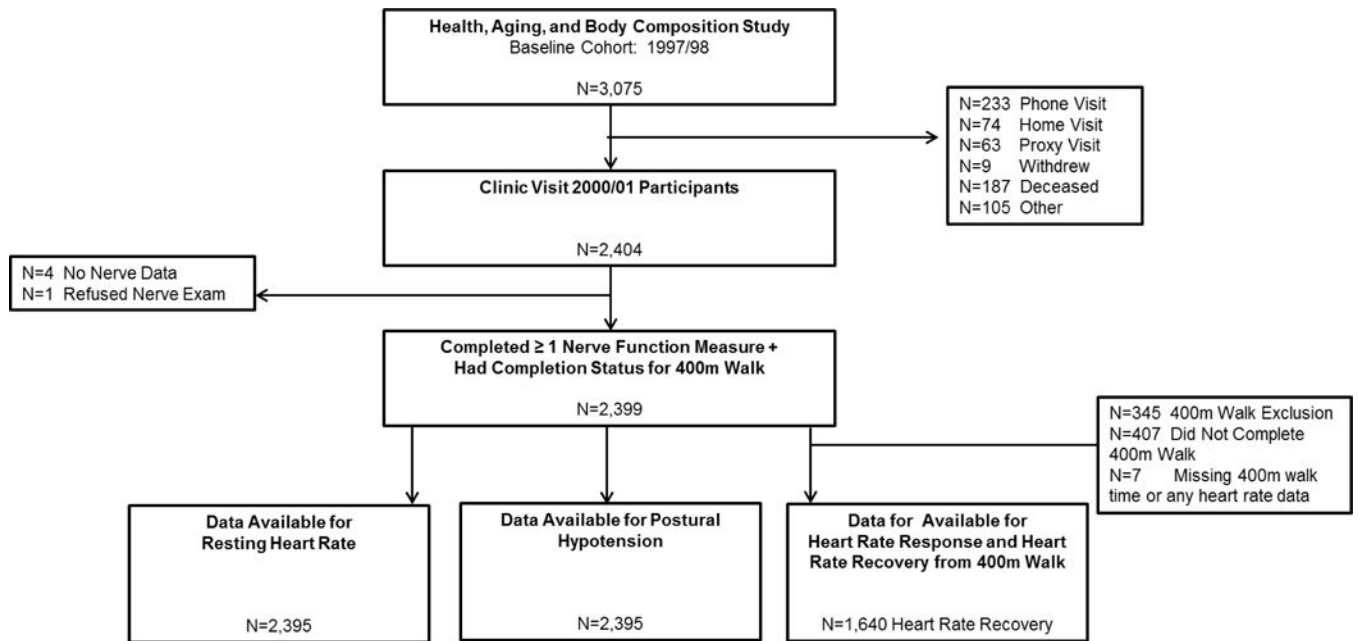 Health, Aging, and Body Composition Study
Baseline Cohort: 1997/98
N=3,075
N=233 Phone Visit
N=74 Home Visit
N=63 Proxy Visit
N=9 Withdrew
N=187 Deceased
N=105 Other
Clinic Visit 2000/01 Participants
N=2,404
N=4 No Nerve Data
N=1 Refused Nerve Exam
Completed ≥ 1 Nerve Function Measure +
Had Completion Status for 400m Walk
N=2,399
N=345 400m Walk Exclusion
N=407 Did Not Complete
400m Walk
N=7 Missing 400m walk
time or any heart rate data
Data Available for
Resting Heart Rate
N=2,395
Data Available for Postural
Hypotension
N=2,395
Data for Available for
Heart Rate Response and Heart
Rate Recovery from 400m Walk
N=1,640 Heart Rate Recovery